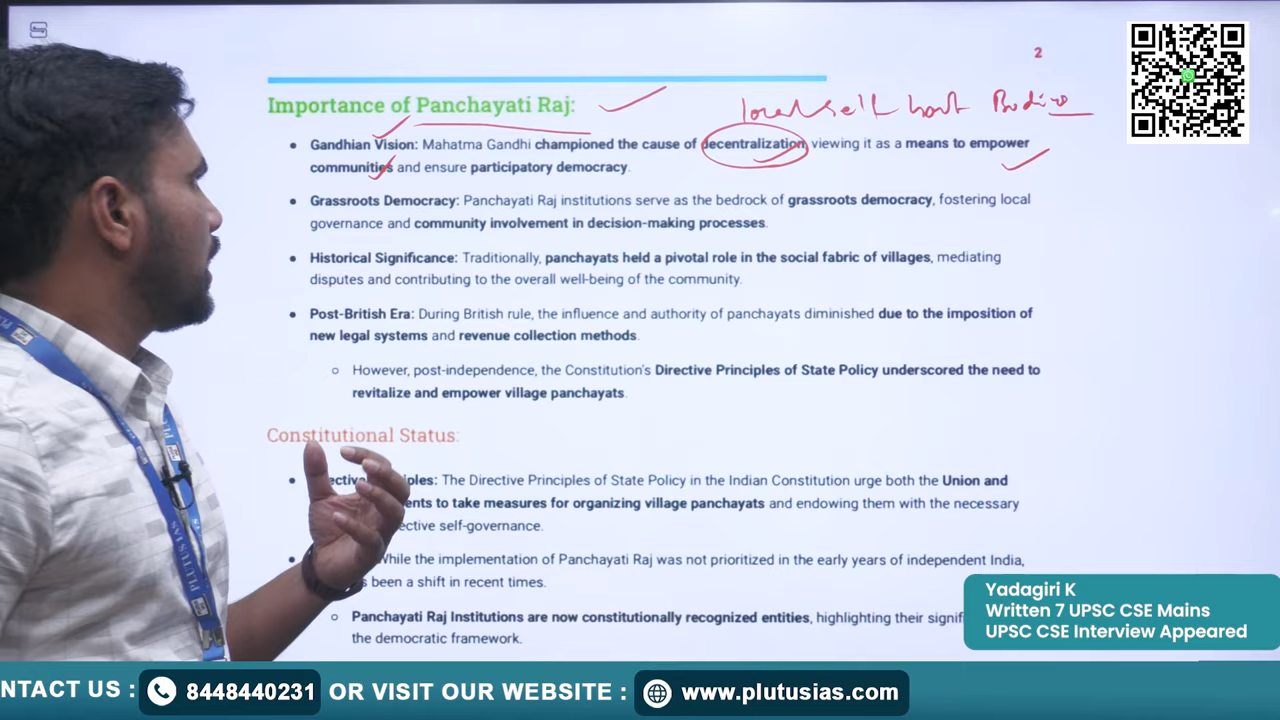 2
Importance of Panchayati Raj:
local self Govt Bodies
Gandhian Vision: Mahatma Gandhi championed the cause of decentralization, viewing it as a means to empower
communities and ensure participatory democracy.
Grassroots Democracy: Panchayati Raj institutions serve as the bedrock of grassroots democracy, fostering local
governance and community involvement in decision-making processes.
Historical Significance: Traditionally, panchayats held a pivotal role in the social fabric of villages, mediating
disputes and contributing to the overall well-being of the community.
Post-British Era: During British rule, the influence and authority of panchayats diminished due to the imposition of
new legal systems and revenue collection methods.
However, post-independence, the Constitution's Directive Principles of State Policy underscored the need to
revitalize and empower village panchayats.
Constitutional Status:
ples: The Directive Principles of State Policy in the Indian Constitution urge both the Union and
ents to take measures for organizing village panchayats and endowing them with the necessary
ective self-governance.
While the implementation of Panchayati Raj was not prioritized in the early years of independent India,
s been a shift in recent times.
Panchayati Raj Institutions are now constitutionally recognized entities, highlighting their signif
the democratic framework.
PLUTUS IAS
Yadagiri K
Written 7 UPSC CSE Mains
UPSC CSE Interview Appeared
NTACT US : 8448440231 OR VISIT OUR WEBSITE : www.plutusias.com